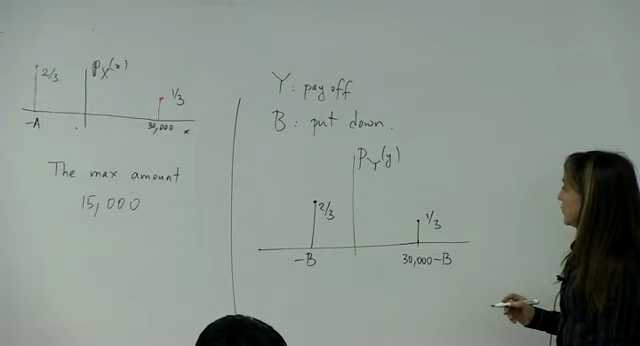 2/3
P_X(x)
1/3
-A
30,000
x
The max amount
15,000
Y: pay off
B: put down.
P_Y(y)
2/3
1/3
-B
30,000-B